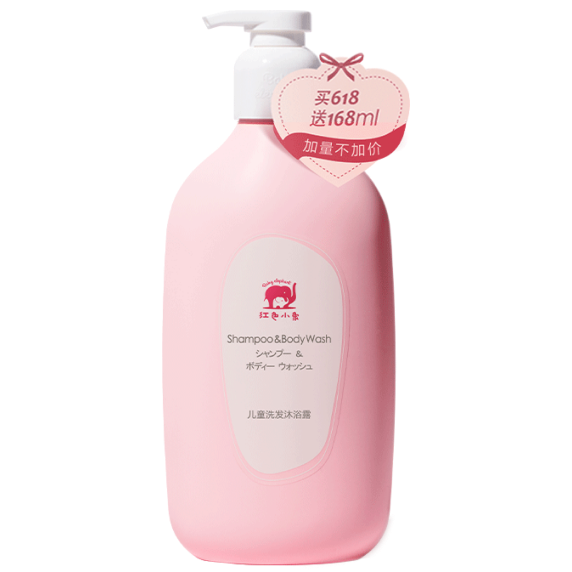 买618
送168ml
加量不加价
红色小象
Shampoo&BodyWash
シャンプー &
ボディー ウォッシュ
儿童洗发沐浴露